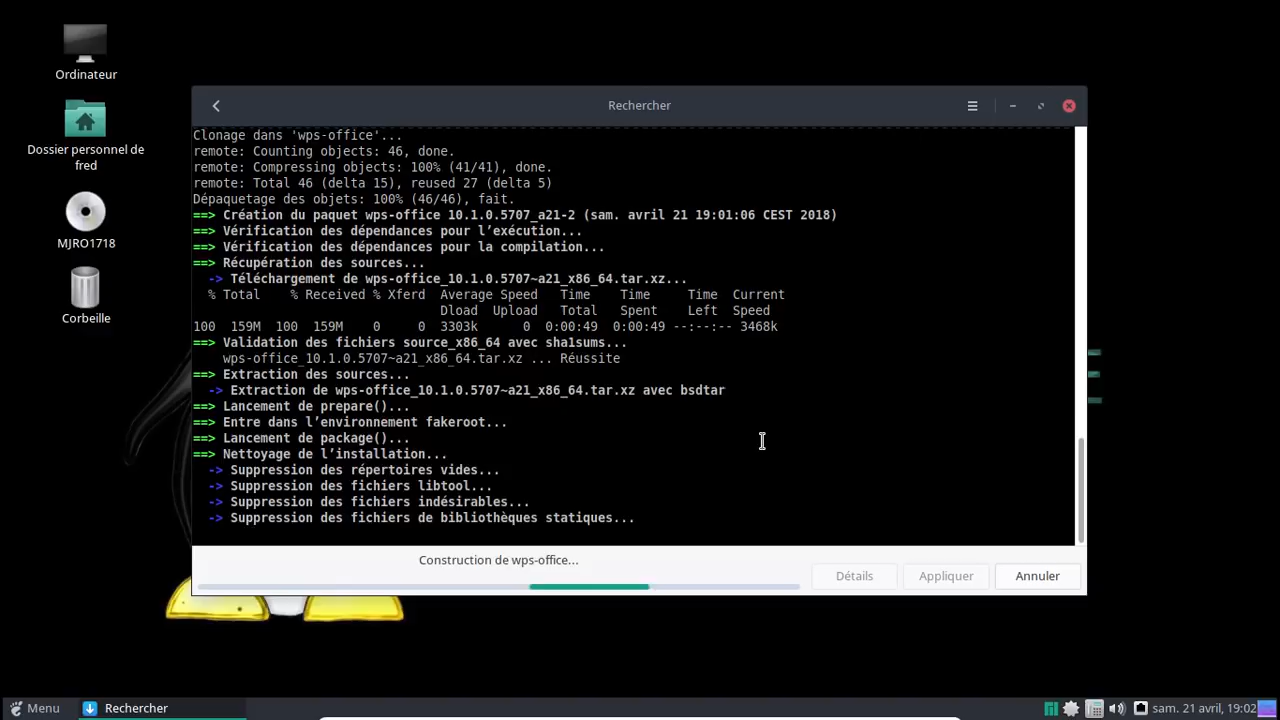 Ordinateur
Dossier personnel de
fred
MJRO1718
Corbeille
Rechercher
Clonage dans 'wps-office'...
remote: Counting objects: 46, done.
remote: Compressing objects: 100% (41/41), done.
remote: Total 46 (delta 15), reused 27 (delta 5)
Dépaquetage des objets: 100% (46/46), fait.
==> Création du paquet wps-office 10.1.0.5707_a21-2 (sam. avril 21 19:01:06 CEST 2018)
==> Vérification des dépendances pour l’exécution...
==> Vérification des dépendances pour la compilation...
==> Récupération des sources...
-> Téléchargement de wps-office_10.1.0.5707~a21_x86_64.tar.xz...
% Total % Received % Xferd Average Speed Time Time Time Current
Dload Upload Total Spent Left Speed
100 159M 100 159M 0 0 3303k 0 0:00:49 0:00:49 --:--:-- 3468k
==> Validation des fichiers source_x86_64 avec sha1sums...
wps-office_10.1.0.5707~a21_x86_64.tar.xz ... Réussite
==> Extraction des sources...
-> Extraction de wps-office_10.1.0.5707~a21_x86_64.tar.xz avec bsdtar
==> Lancement de prepare()...
==> Entre dans l’environnement fakeroot...
==> Lancement de package()...
==> Nettoyage de l’installation...
-> Suppression des répertoires vides...
-> Suppression des fichiers libtool...
-> Suppression des fichiers indésirables...
-> Suppression des fichiers de bibliothèques statiques...
Construction de wps-office...
Détails
Appliquer
Annuler
Menu
Rechercher
sam. 21 avril, 19:02